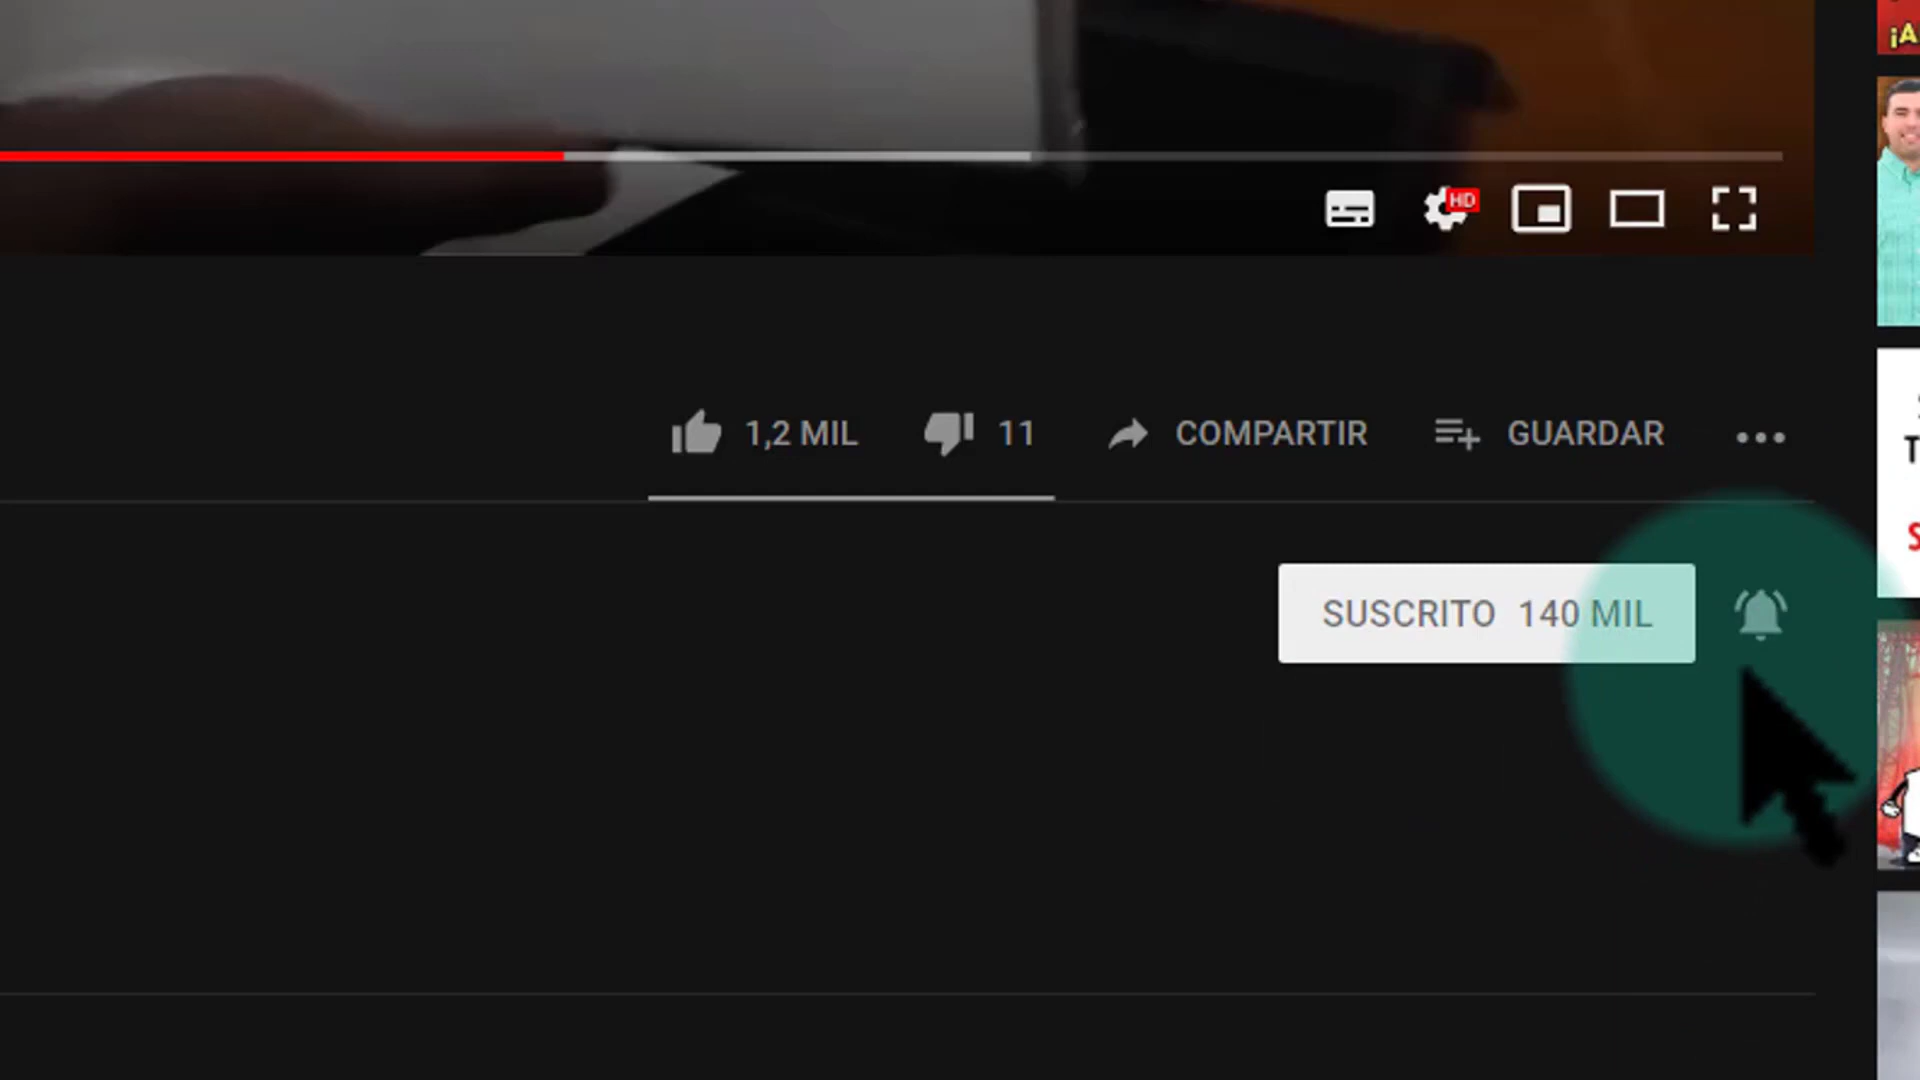 ¡A
HD
1,2 MIL 11 COMPARTIR GUARDAR
T
S
SUSCRITO 140 MIL